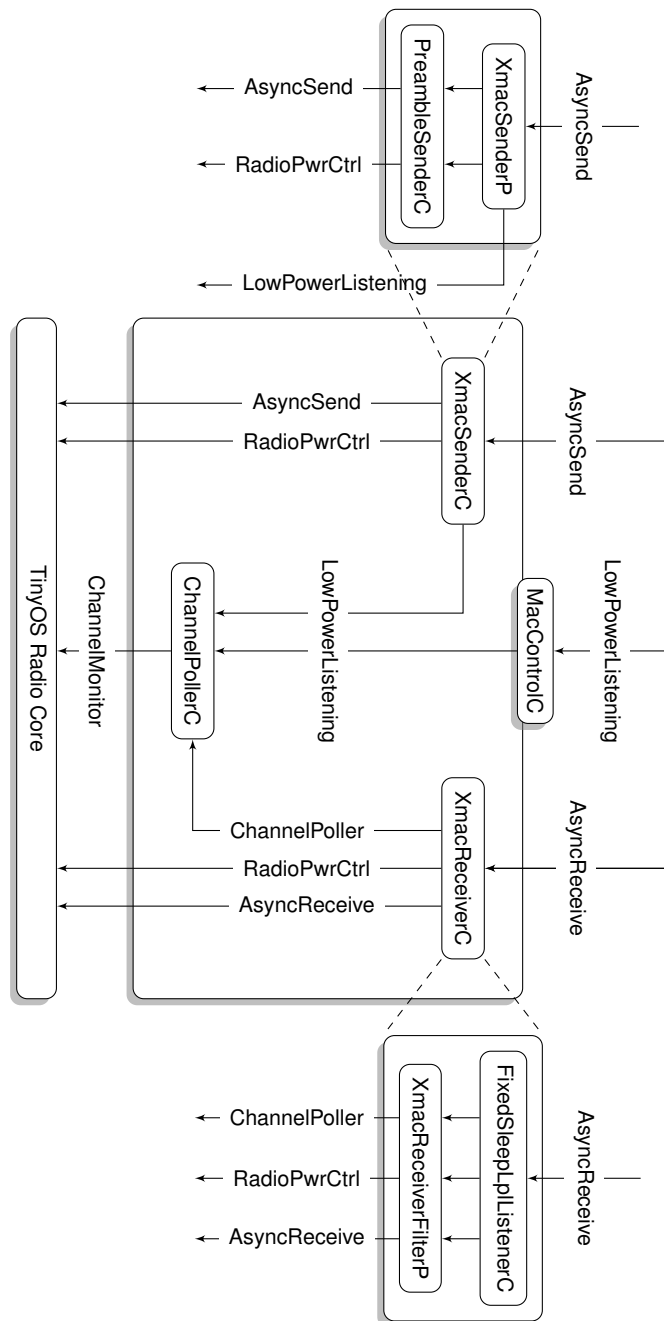 AsyncSend
XmacSenderP
PreambleSenderC
AsyncSend
RadioPwrCtrl
LowPowerListening
AsyncSend
LowPowerListening
AsyncReceive
MacControlC
XmacSenderC
XmacReceiverC
AsyncSend
RadioPwrCtrl
LowPowerListening
ChannelPoller
RadioPwrCtrl
AsyncReceive
ChannelPollerC
ChannelMonitor
TinyOS Radio Core
AsyncReceive
FixedSleepLplListenerC
XmacReceiverFilterP
ChannelPoller
RadioPwrCtrl
AsyncReceive